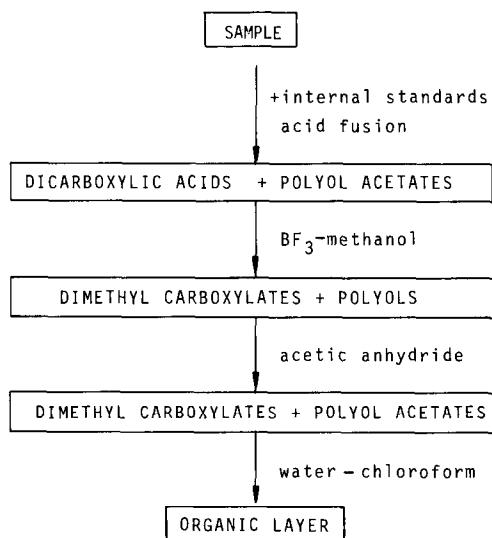 SAMPLE
+internal standards
acid fusion
DICARBOXYLIC ACIDS + POLYOL ACETATES
BF3-methanol
DIMETHYL CARBOXYLATES + POLYOLS
acetic anhydride
DIMETHYL CARBOXYLATES + POLYOL ACETATES
water-chloroform
ORGANIC LAYER